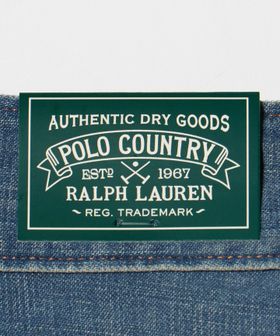 AUTHENTIC DRY GOODS
POLO COUNTRY
ESTD 1967
RALPH LAUREN
- REG. TRADEMARK -